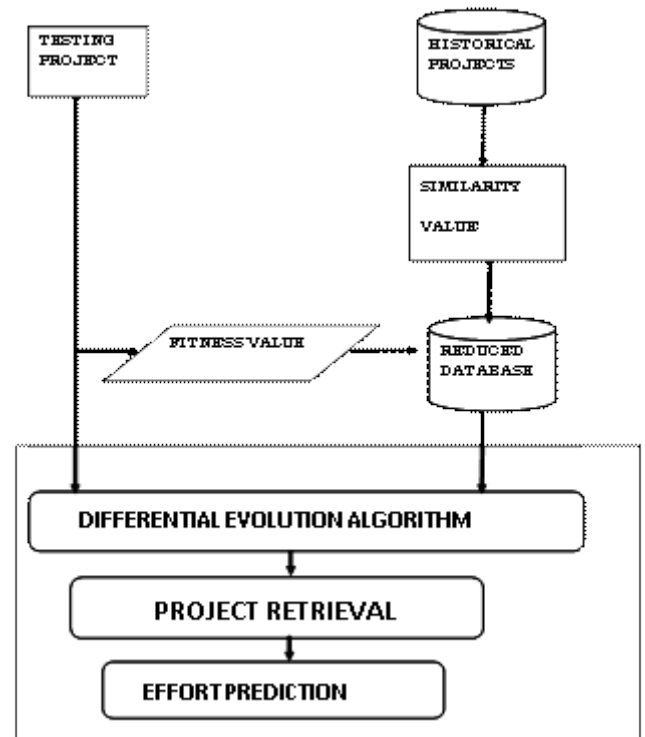 TESTING
PROJECT
HISTORICAL
PROJECTS
SIMILARITY
VALUE
FITNESS VALUE
REDUCED
DATABASE
DIFFERENTIAL EVOLUTION ALGORITHM
PROJECT RETRIEVAL
EFFORT PREDICTION